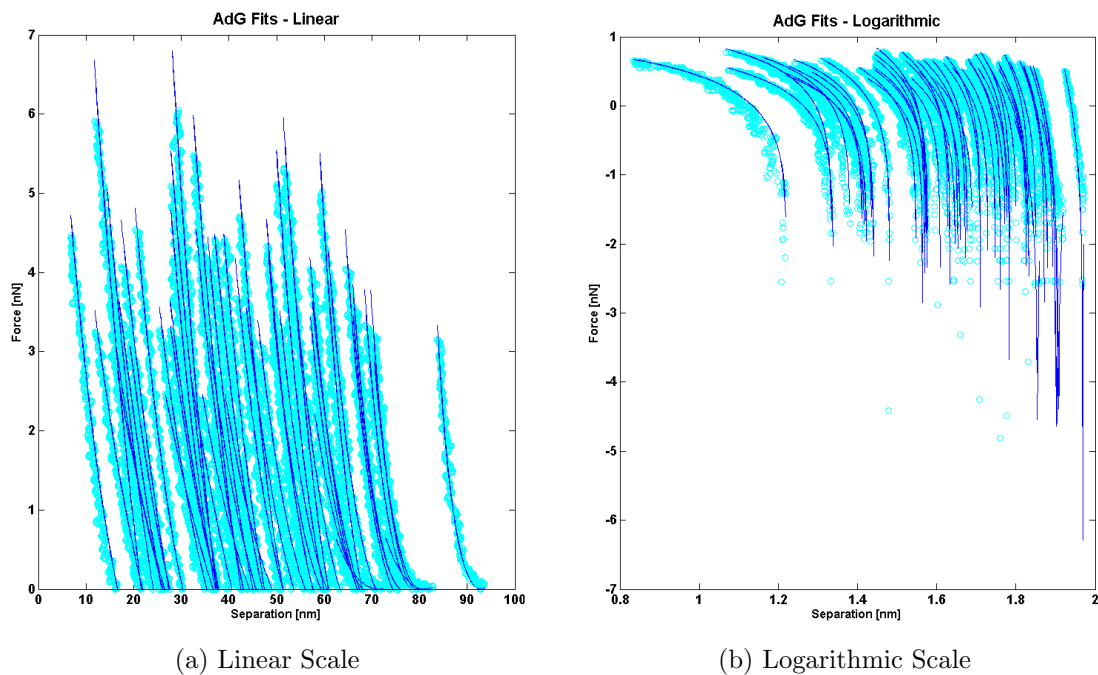 AdG Fits - Linear
7
6
5
4
3
2
1
0
Force [nN]
0 10 20 30 40 50 60 70 80 90 100
Separation [nm]
(a) Linear Scale
AdG Fits - Logarithmic
1
0
-1
-2
-3
-4
-5
-6
-7
Force [nN]
0.8 1 1.2 1.4 1.6 1.8 2
Separation [nm]
(b) Logarithmic Scale